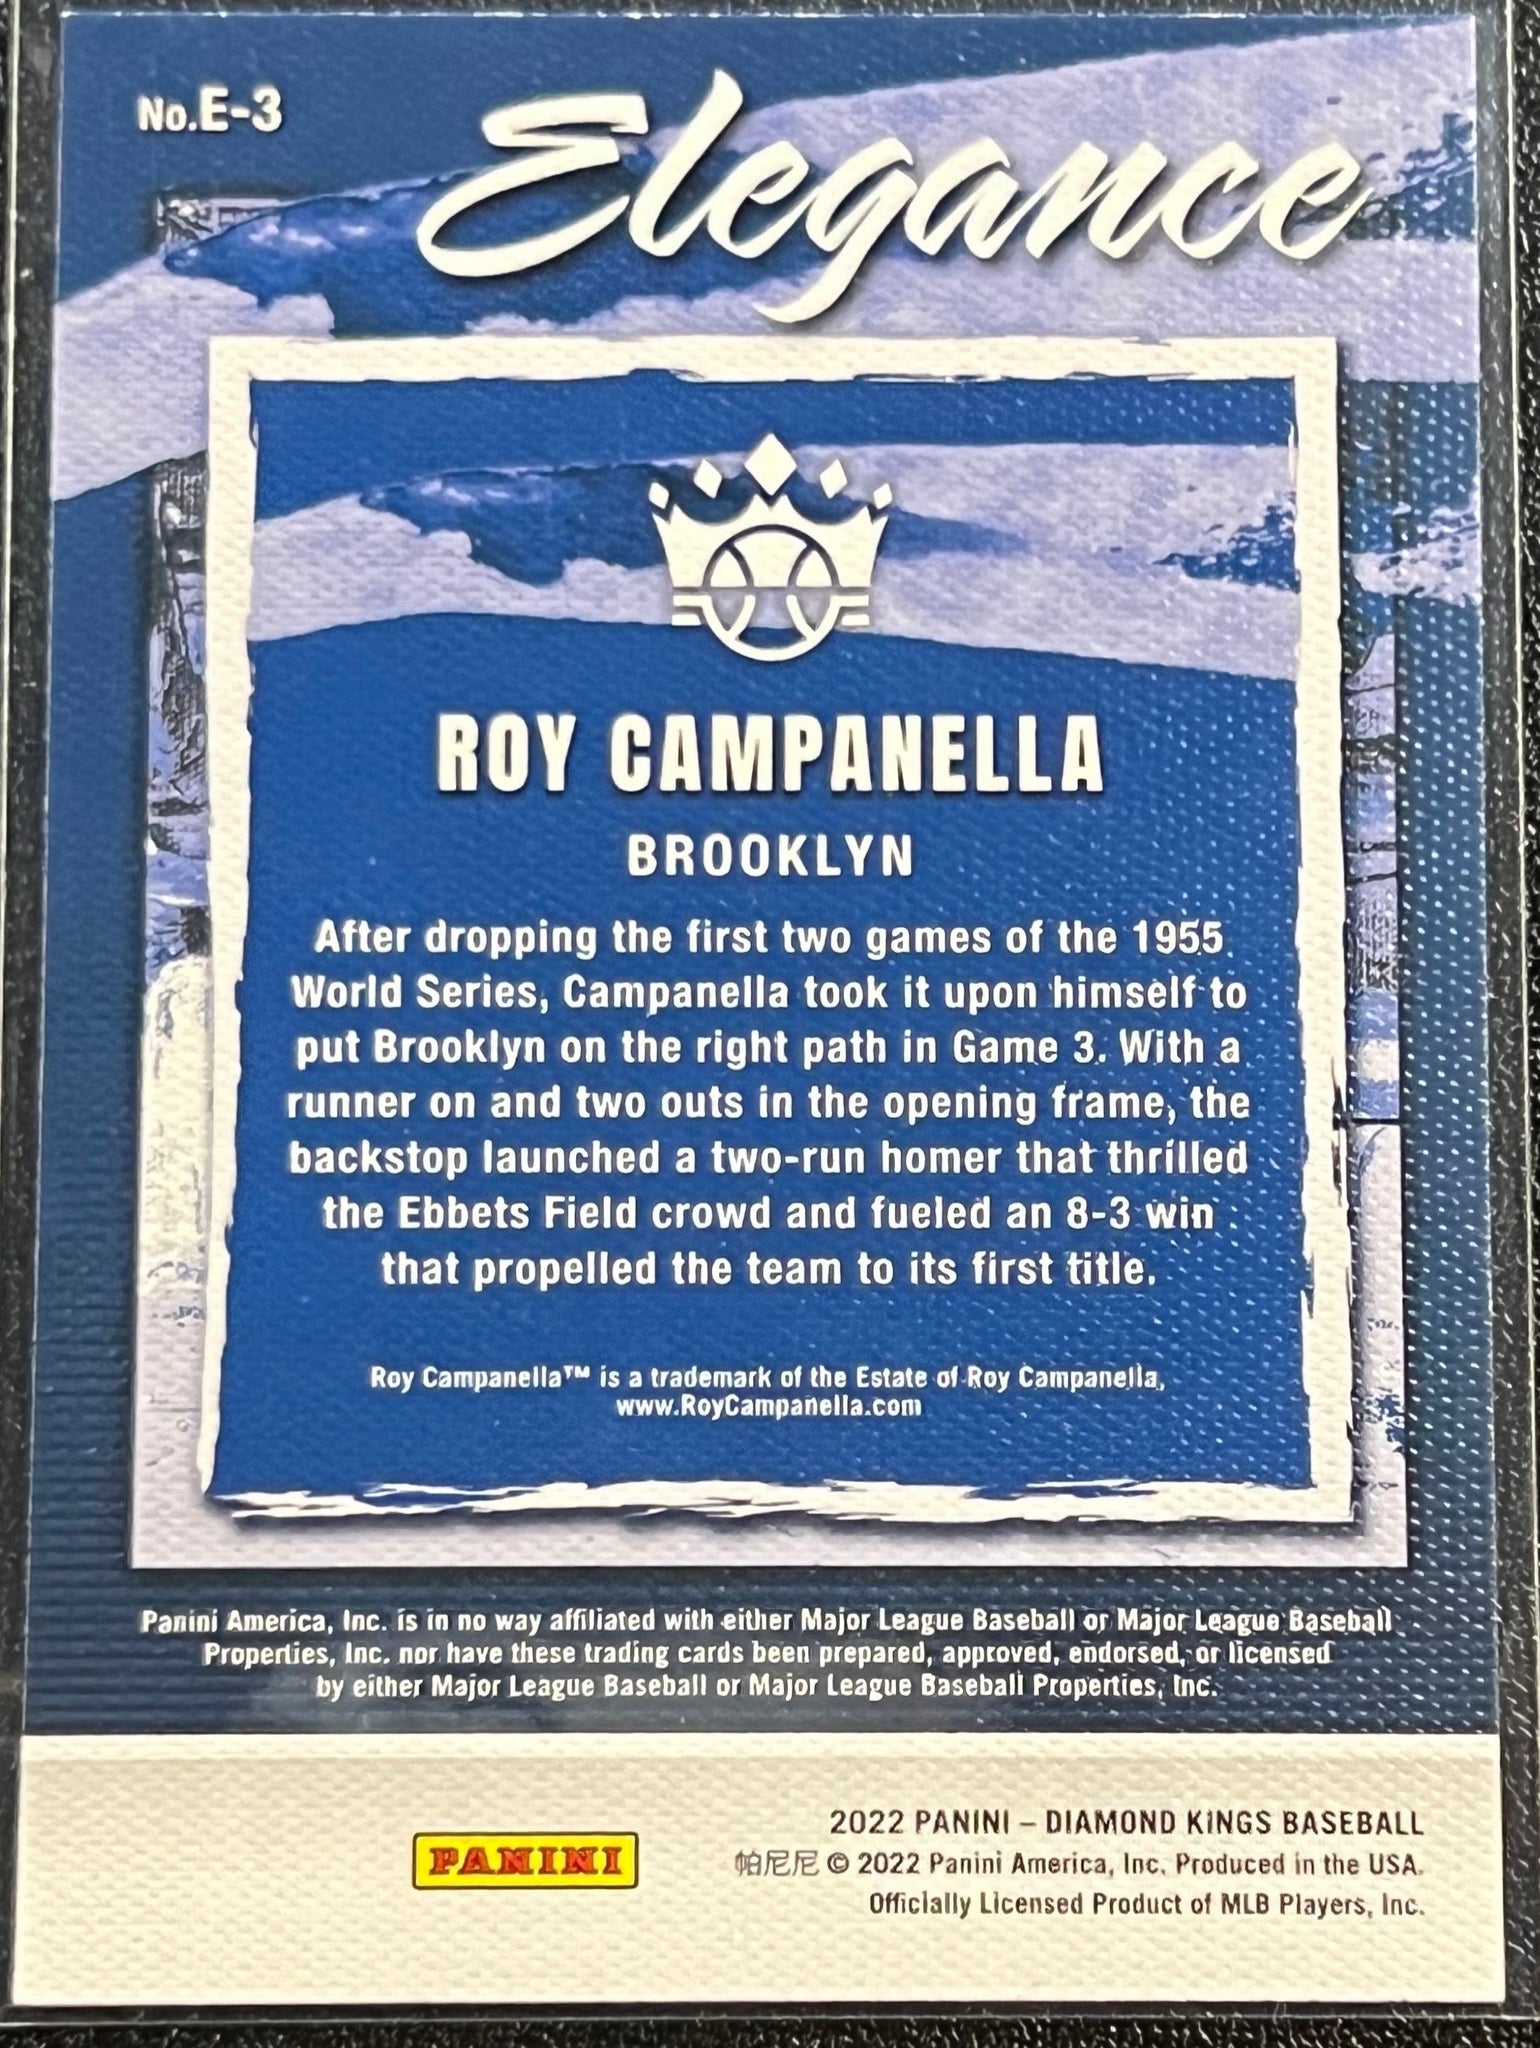 No.E-3
Elegance
ROY CAMPANELLA
BROOKLYN
After dropping the first two games of the 1955
World Series, Campanella took it upon himself to
put Brooklyn on the right path in Game 3. With a
runner on and two outs in the opening frame, the
backstop launched a two-run homer that thrilled
the Ebbets Field crowd and fueled an 8-3 win
that propelled the team to its first title.
Roy Campanella™ is a trademark of the Estate of Roy Campanella,
www.RoyCampanella.com
Panini America, Inc. is in no way affiliated with either Major League Baseball or Major League Baseball
Properties, Inc. nor have these trading cards been prepared, approved, endorsed, or licensed
by either Major League Baseball or Major League Baseball Properties, Inc.
PANINI
2022 PANINI – DIAMOND KINGS BASEBALL
帕尼尼 © 2022 Panini America, Inc. Produced in the USA.
Officially Licensed Product of MLB Players, Inc.